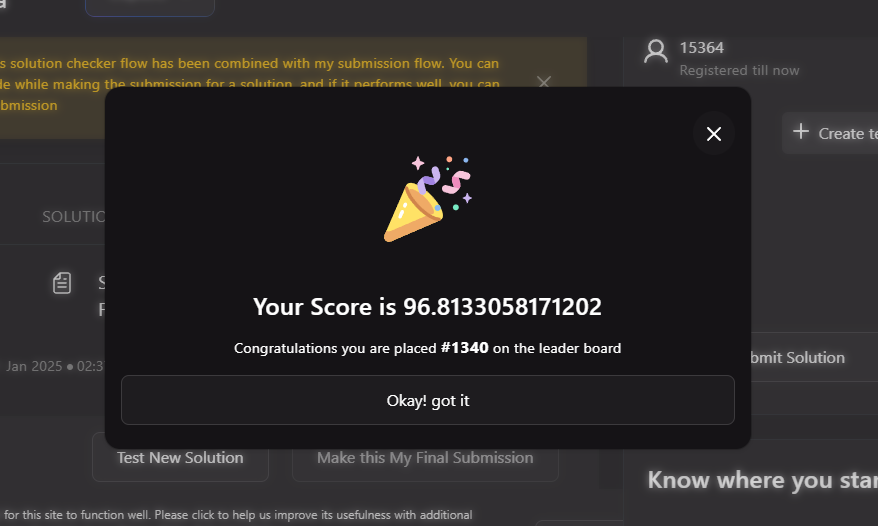 s solution checker flow has been combined with my submission flow. You can
de while making the submission for a solution, and if it performs well, you can
bmission
15364
Registered till now
Create te
SOLUTIO
S
F
Jan 2025 • 02:3
Your Score is 96.8133058171202
Congratulations you are placed #1340 on the leader board
Okay! got it
bmit Solution
Test New Solution
Make this My Final Submission
Know where you stan
for this site to function well. Please click to help us improve its usefulness with additional